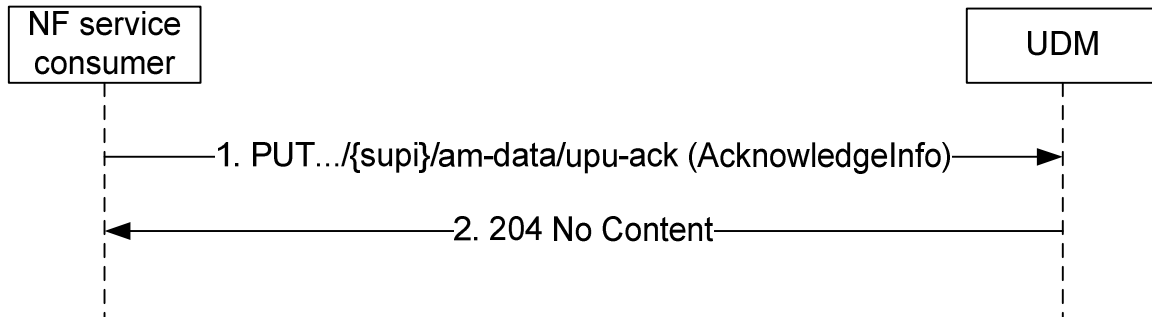 NF service
consumer
UDM
1. PUT.../{supi}/am-data/upu-ack (AcknowledgeInfo)
2. 204 No Content